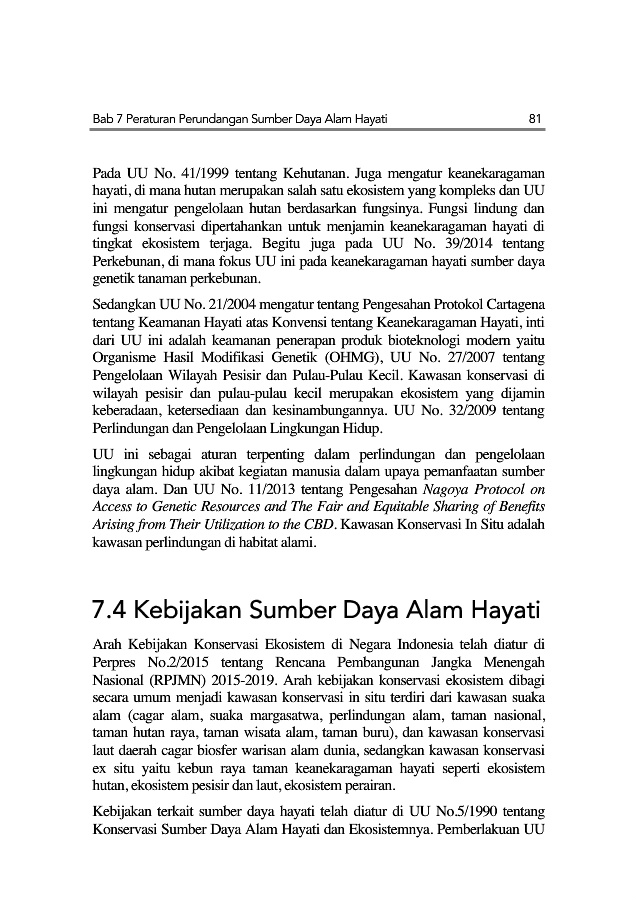 Bab 7 Peraturan Perundangan Sumber Daya Alam Hayati 81
Pada UU No. 41/1999 tentang Kehutanan. Juga mengatur keanekaragaman
hayati, di mana hutan merupakan salah satu ekosistem yang kompleks dan UU
ini mengatur pengelolaan hutan berdasarkan fungsinya. Fungsi lindung dan
fungsi konservasi dipertahankan untuk menjamin keanekaragaman hayati di
tingkat ekosistem terjaga. Begitu juga pada UU No. 39/2014 tentang
Perkebunan, di mana fokus UU ini pada keanekaragaman hayati sumber daya
genetik tanaman perkebunan.
Sedangkan UU No. 21/2004 mengatur tentang Pengesahan Protokol Cartagena
tentang Keamanan Hayati atas Konvensi tentang Keanekaragaman Hayati, inti
dari UU ini adalah keamanan penerapan produk bioteknologi modern yaitu
Organisme Hasil Modifikasi Genetik (OHMG), UU No. 27/2007 tentang
Pengelolaan Wilayah Pesisir dan Pulau-Pulau Kecil. Kawasan konservasi di
wilayah pesisir dan pulau-pulau kecil merupakan ekosistem yang dijamin
keberadaan, ketersediaan dan kesinambungannya. UU No. 32/2009 tentang
Perlindungan dan Pengelolaan Lingkungan Hidup.
UU ini sebagai aturan terpenting dalam perlindungan dan pengelolaan
lingkungan hidup akibat kegiatan manusia dalam upaya pemanfaatan sumber
daya alam. Dan UU No. 11/2013 tentang Pengesahan Nagoya Protocol on
Access to Genetic Resources and The Fair and Equitable Sharing of Benefits
Arising from Their Utilization to the CBD. Kawasan Konservasi In Situ adalah
kawasan perlindungan di habitat alami.
7.4 Kebijakan Sumber Daya Alam Hayati
Arah Kebijakan Konservasi Ekosistem di Negara Indonesia telah diatur di
Perpres No.2/2015 tentang Rencana Pembangunan Jangka Menengah
Nasional (RPJMN) 2015-2019. Arah kebijakan konservasi ekosistem dibagi
secara umum menjadi kawasan konservasi in situ terdiri dari kawasan suaka
alam (cagar alam, suaka margasatwa, perlindungan alam, taman nasional,
taman hutan raya, taman wisata alam, taman buru), dan kawasan konservasi
laut daerah cagar biosfer warisan alam dunia, sedangkan kawasan konservasi
ex situ yaitu kebun raya taman keanekaragaman hayati seperti ekosistem
hutan, ekosistem pesisir dan laut, ekosistem perairan.
Kebijakan terkait sumber daya hayati telah diatur di UU No.5/1990 tentang
Konservasi Sumber Daya Alam Hayati dan Ekosistemnya. Pemberlakuan UU